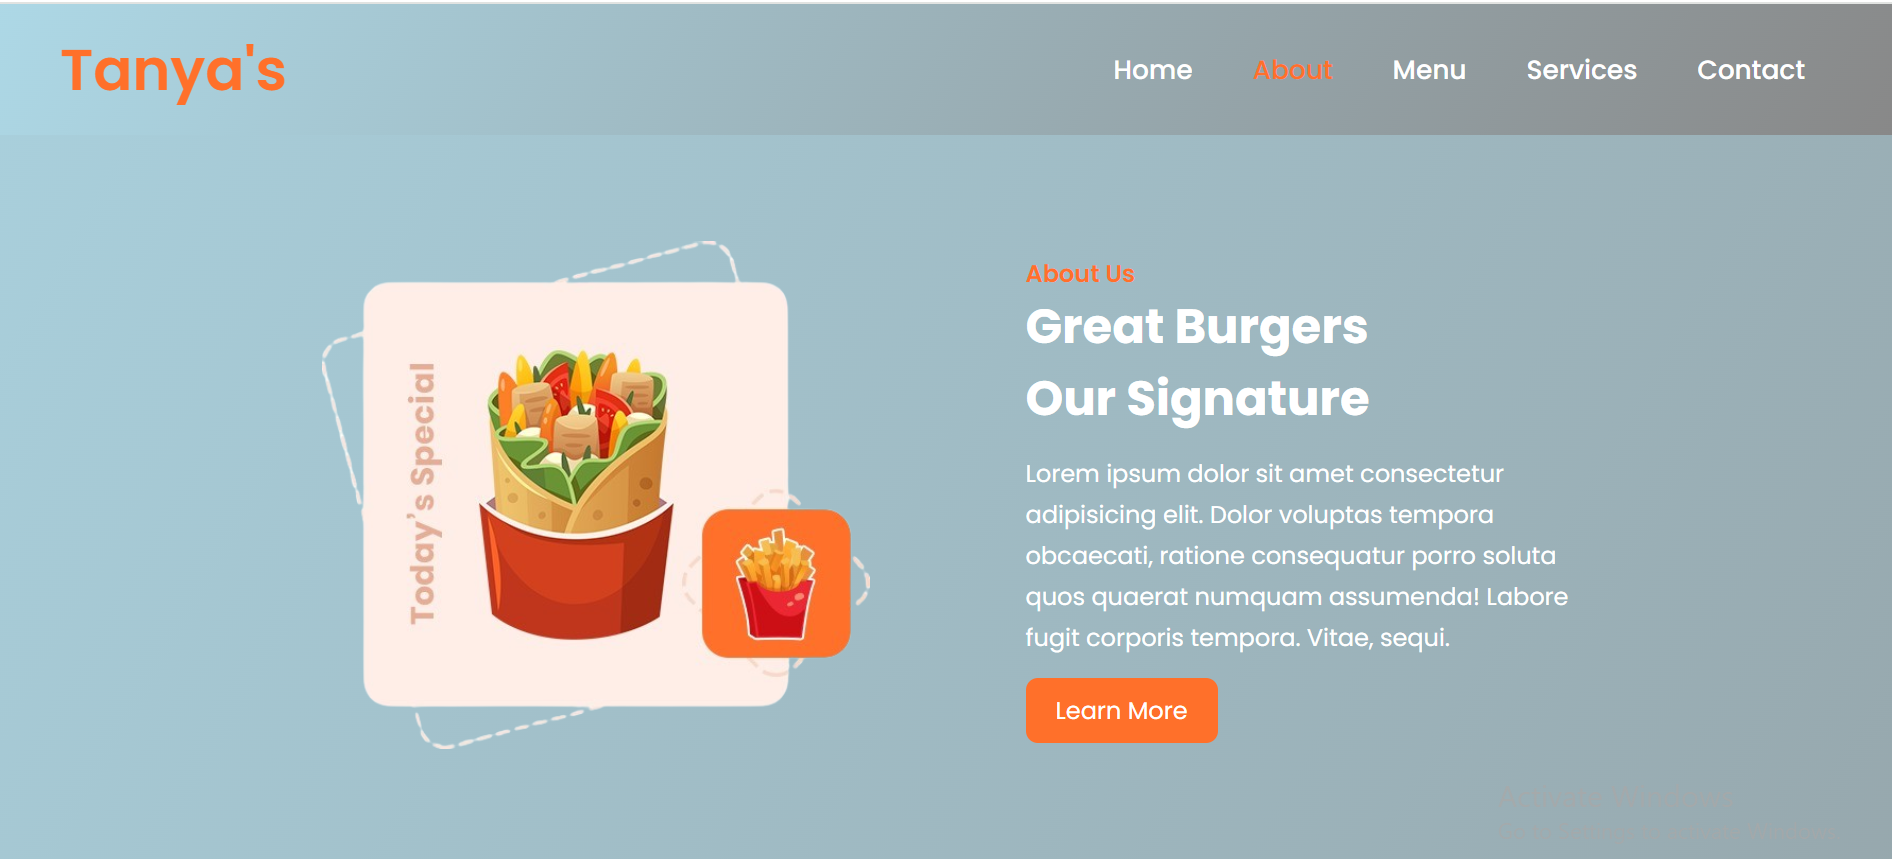 Tanya's
Home About Menu Services Contact
Today's Special
About Us
Great Burgers
Our Signature
Lorem ipsum dolor sit amet consectetur
adipisicing elit. Dolor voluptas tempora
obcaecati, ratione consequatur porro soluta
quos quaerat numquam assumenda! Labore
fugit corporis tempora. Vitae, sequi.
Learn More
Activate Windows